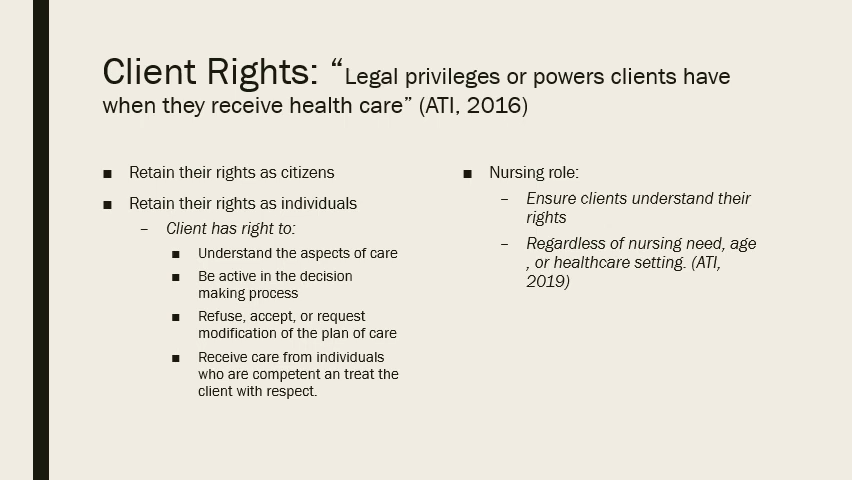 Client Rights: “Legal privileges or powers clients have
when they receive health care” (ATI, 2016)
■ Retain their rights as citizens
■ Retain their rights as individuals
– Client has right to:
■ Understand the aspects of care
■ Be active in the decision
making process
■ Refuse, accept, or request
modification of the plan of care
■ Receive care from individuals
who are competent an treat the
client with respect.
■ Nursing role:
– Ensure clients understand their
rights
– Regardless of nursing need, age
, or healthcare setting. (ATI,
2019)